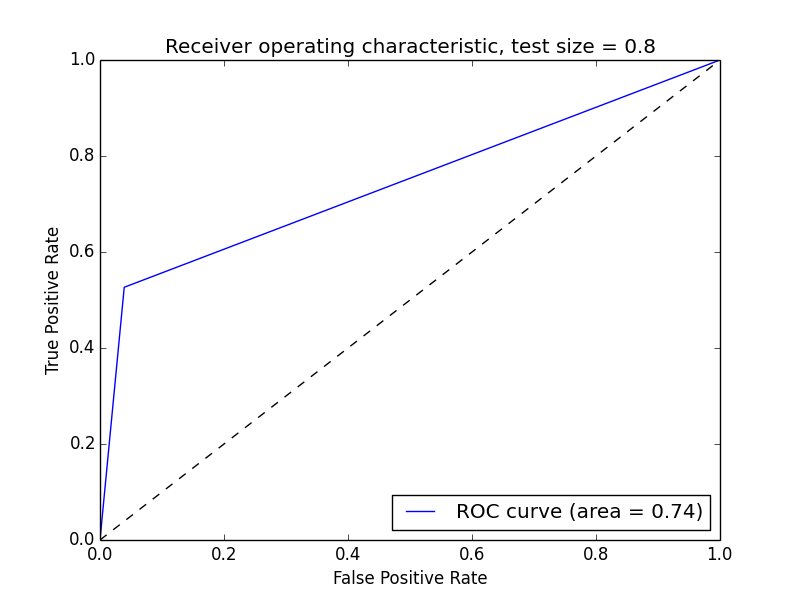 Receiver operating characteristic, test size = 0.8
1.0
0.8
0.6
0.4
0.2
0.0
True Positive Rate
ROC curve (area = 0.74)
0.0 0.2 0.4 0.6 0.8 1.0
False Positive Rate